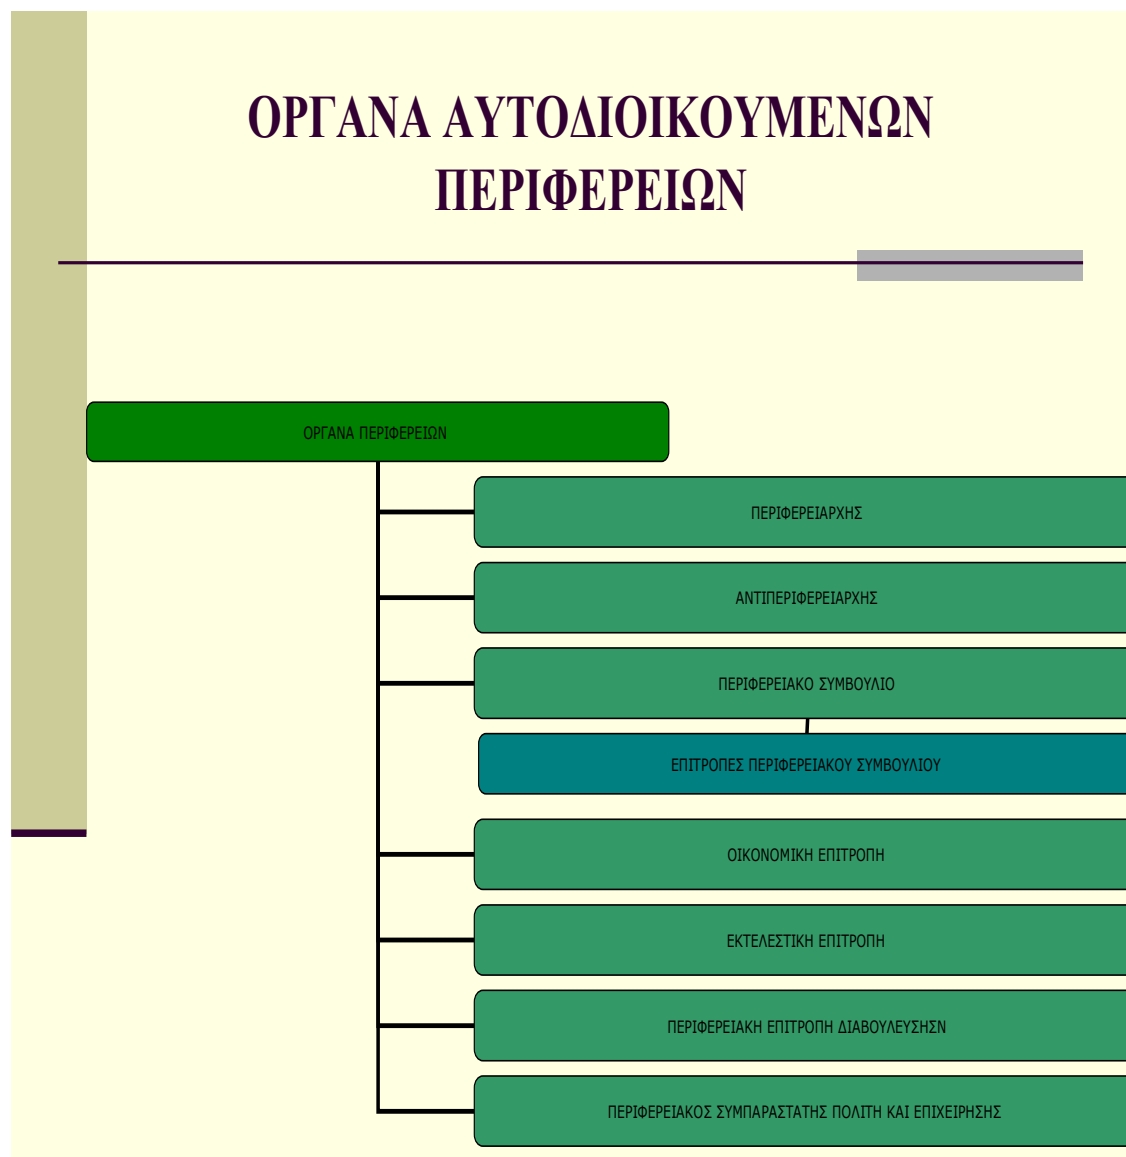 ΟΡΓΑΝΑ ΑΥΤΟΔΙΟΙΚΟΥΜΕΝΩΝ
ΠΕΡΙΦΕΡΕΙΩΝ
ΟΡΓΑΝΑ ΠΕΡΙΦΕΡΕΙΩΝ
ΠΕΡΙΦΕΡΕΙΑΡΧΗΣ
ΑΝΤΙΠΕΡΙΦΕΡΕΙΑΡΧΗΣ
ΠΕΡΙΦΕΡΕΙΑΚΟ ΣΥΜΒΟΥΛΙΟ
ΕΠΙΤΡΟΠΕΣ ΠΕΡΙΦΕΡΕΙΑΚΟΥ ΣΥΜΒΟΥΛΙΟΥ
ΟΙΚΟΝΟΜΙΚΗ ΕΠΙΤΡΟΠΗ
ΕΚΤΕΛΕΣΤΙΚΗ ΕΠΙΤΡΟΠΗ
ΠΕΡΙΦΕΡΕΙΑΚΗ ΕΠΙΤΡΟΠΗ ΔΙΑΒΟΥΛΕΥΣΗΣΝ
ΠΕΡΙΦΕΡΕΙΑΚΟΣ ΣΥΜΠΑΡΑΣΤΑΤΗΣ ΠΟΛΙΤΗ ΚΑΙ ΕΠΙΧΕΙΡΗΣΗΣ